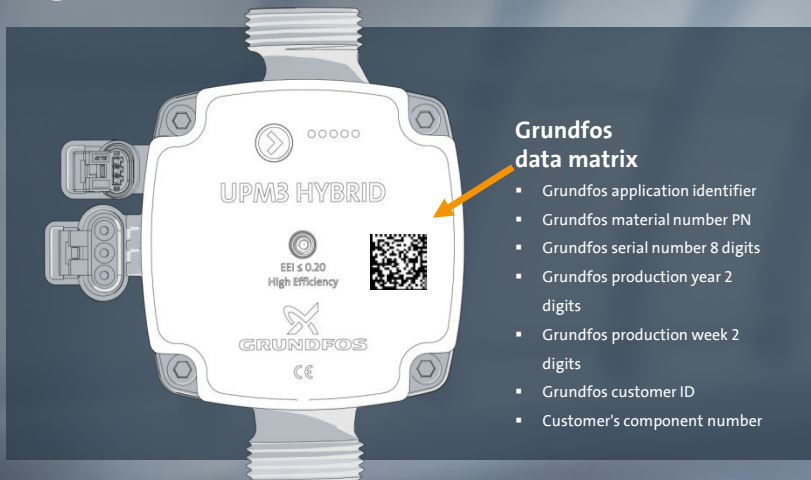 UPM3 HYBRID
EEI ≤ 0.20
High Efficiency
GRUNDFOS
CE
Grundfos
data matrix
▪ Grundfos application identifier
▪ Grundfos material number PN
▪ Grundfos serial number 8 digits
▪ Grundfos production year 2
digits
▪ Grundfos production week 2
digits
▪ Grundfos customer ID
▪ Customer's component number